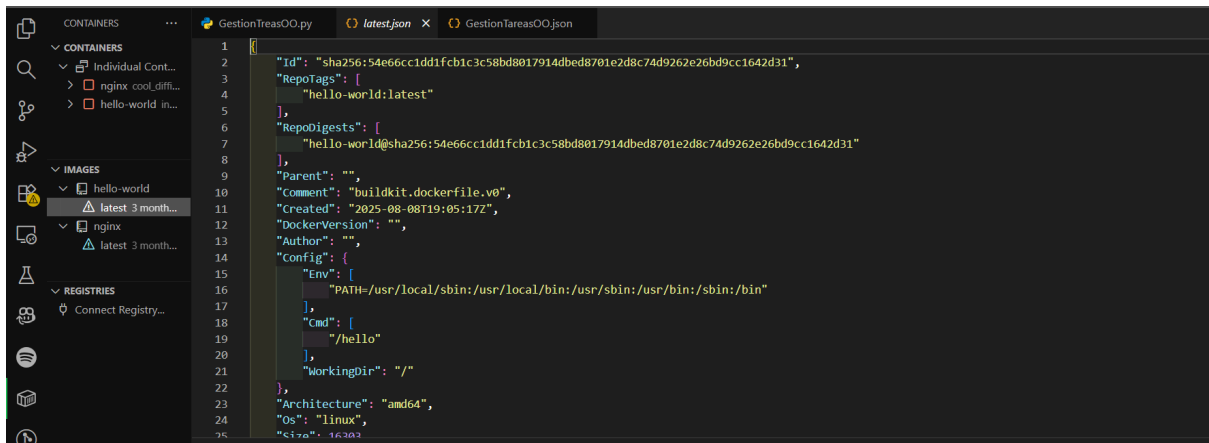 CONTAINERS ...
CONTAINERS
Individual Cont...
nginx cool_diffi...
hello-world in...
IMAGES
hello-world
latest 3 month...
nginx
latest 3 month...
REGISTRIES
Connect Registry...
GestionTreasOO.py {} latest.json × {} GestionTareasOO.json
1 {
2 "Id": "sha256:54e66cc1dd1fcb1c3c58bd8017914dbed8701e2d8c74d9262e26bd9cc1642d31",
3 "RepoTags": [
4 "hello-world:latest"
5 ],
6 "RepoDigests": [
7 "hello-world@sha256:54e66cc1dd1fcb1c3c58bd8017914dbed8701e2d8c74d9262e26bd9cc1642d31"
8 ],
9 "Parent": "",
10 "Comment": "buildkit.dockerfile.v0",
11 "Created": "2025-08-08T19:05:17Z",
12 "DockerVersion": "",
13 "Author": "",
14 "Config": {
15 "Env": [
16 "PATH=/usr/local/sbin:/usr/local/bin:/usr/sbin:/usr/bin:/sbin:/bin"
17 ],
18 "Cmd": [
19 "/hello"
20 ],
21 "WorkingDir": "/"
22 },
23 "Architecture": "amd64",
24 "Os": "linux",
25 "Size": 16303